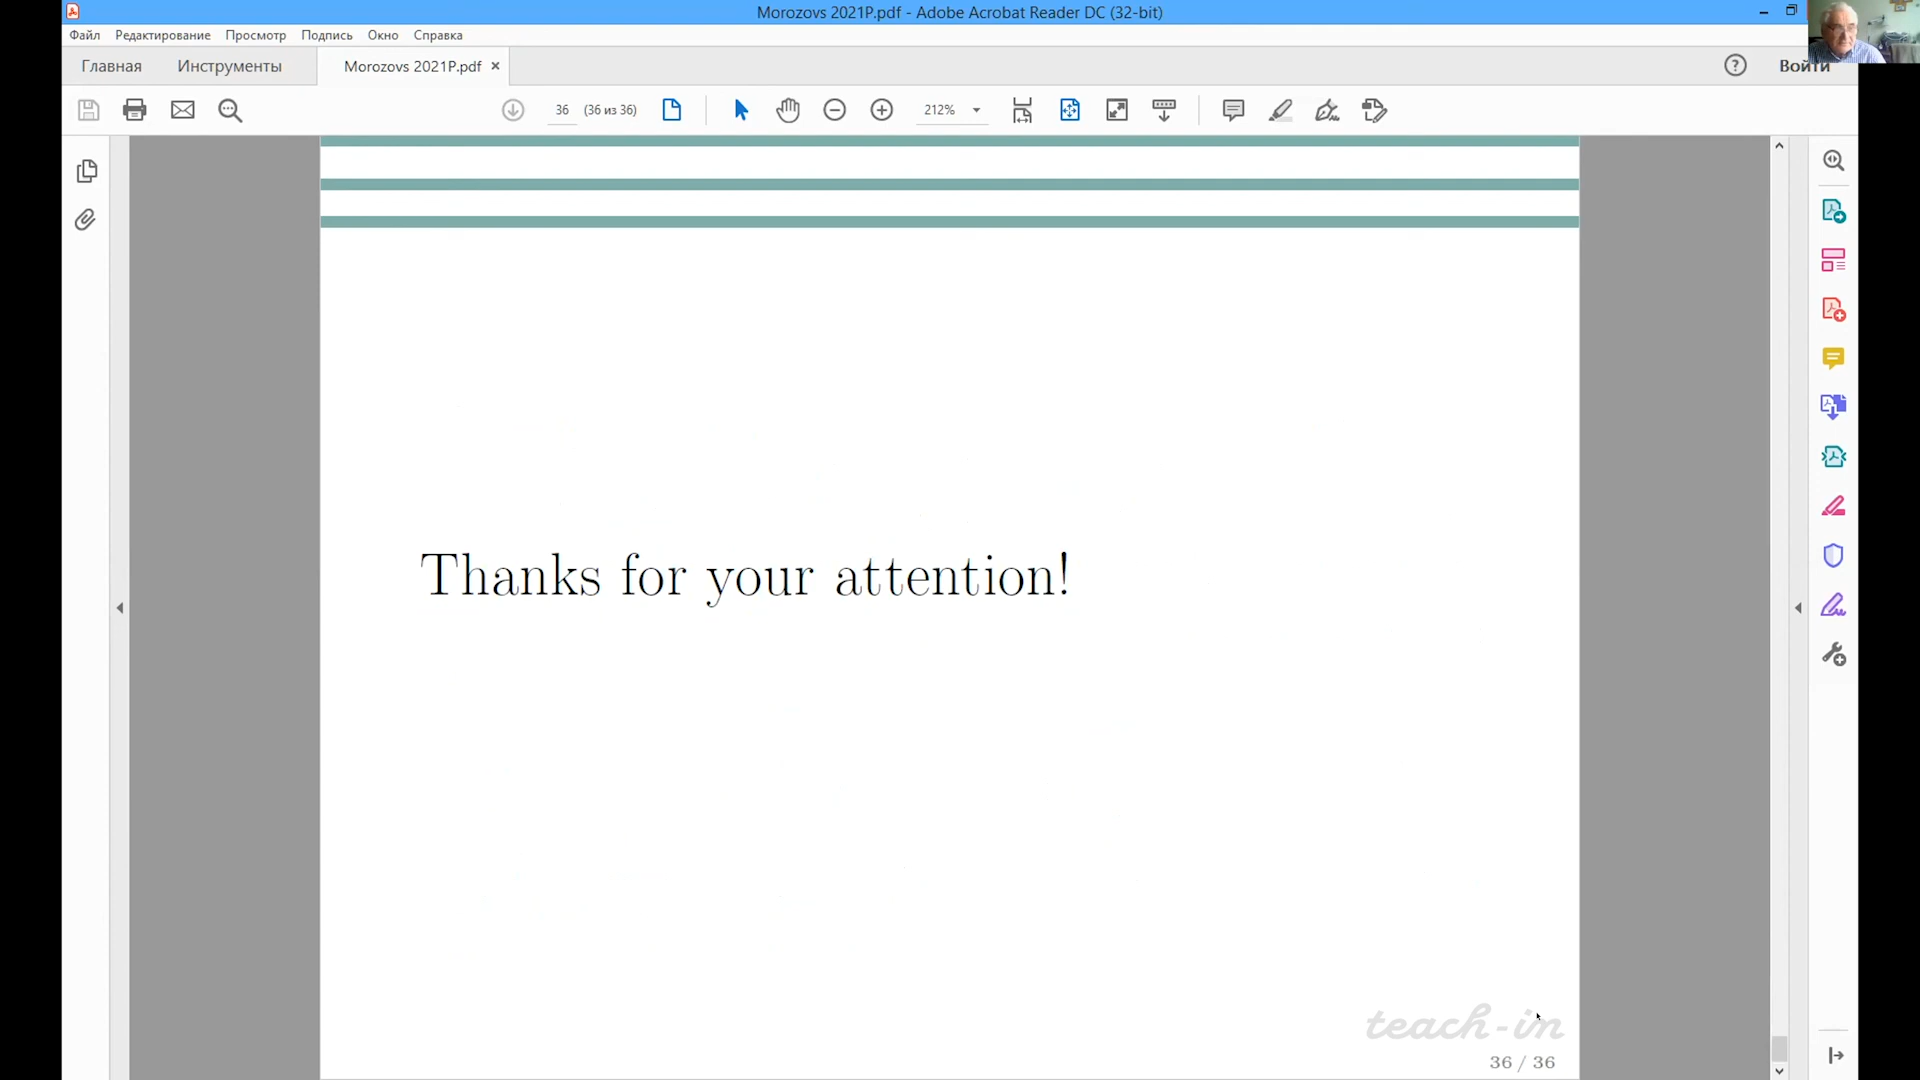 Morozovs 2021P.pdf - Adobe Acrobat Reader DC (32-bit)
Файл Редактирование Просмотр Подпись Окно Справка
Главная Инструменты Morozovs 2021P.pdf × ? Войти
36 (36 из 36) 212%
Thanks for your attention!
teach-in
36 / 36